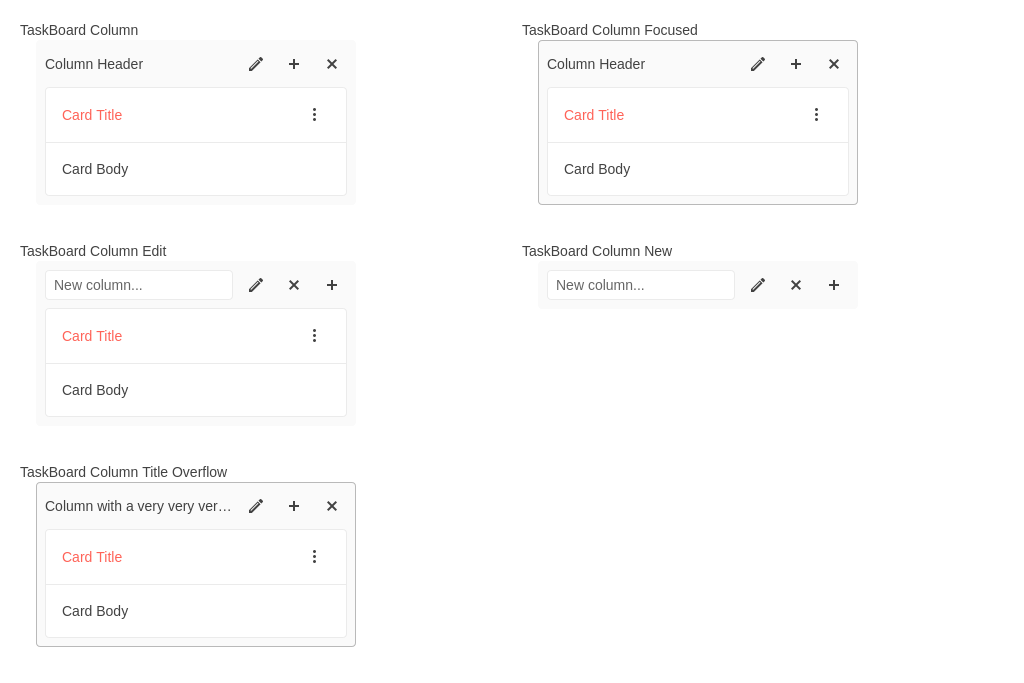 TaskBoard Column
Column Header
Card Title
Card Body
TaskBoard Column Focused
Column Header
Card Title
Card Body
TaskBoard Column Edit
New column...
Card Title
Card Body
TaskBoard Column New
New column...
TaskBoard Column Title Overflow
Column with a very very ver…
Card Title
Card Body